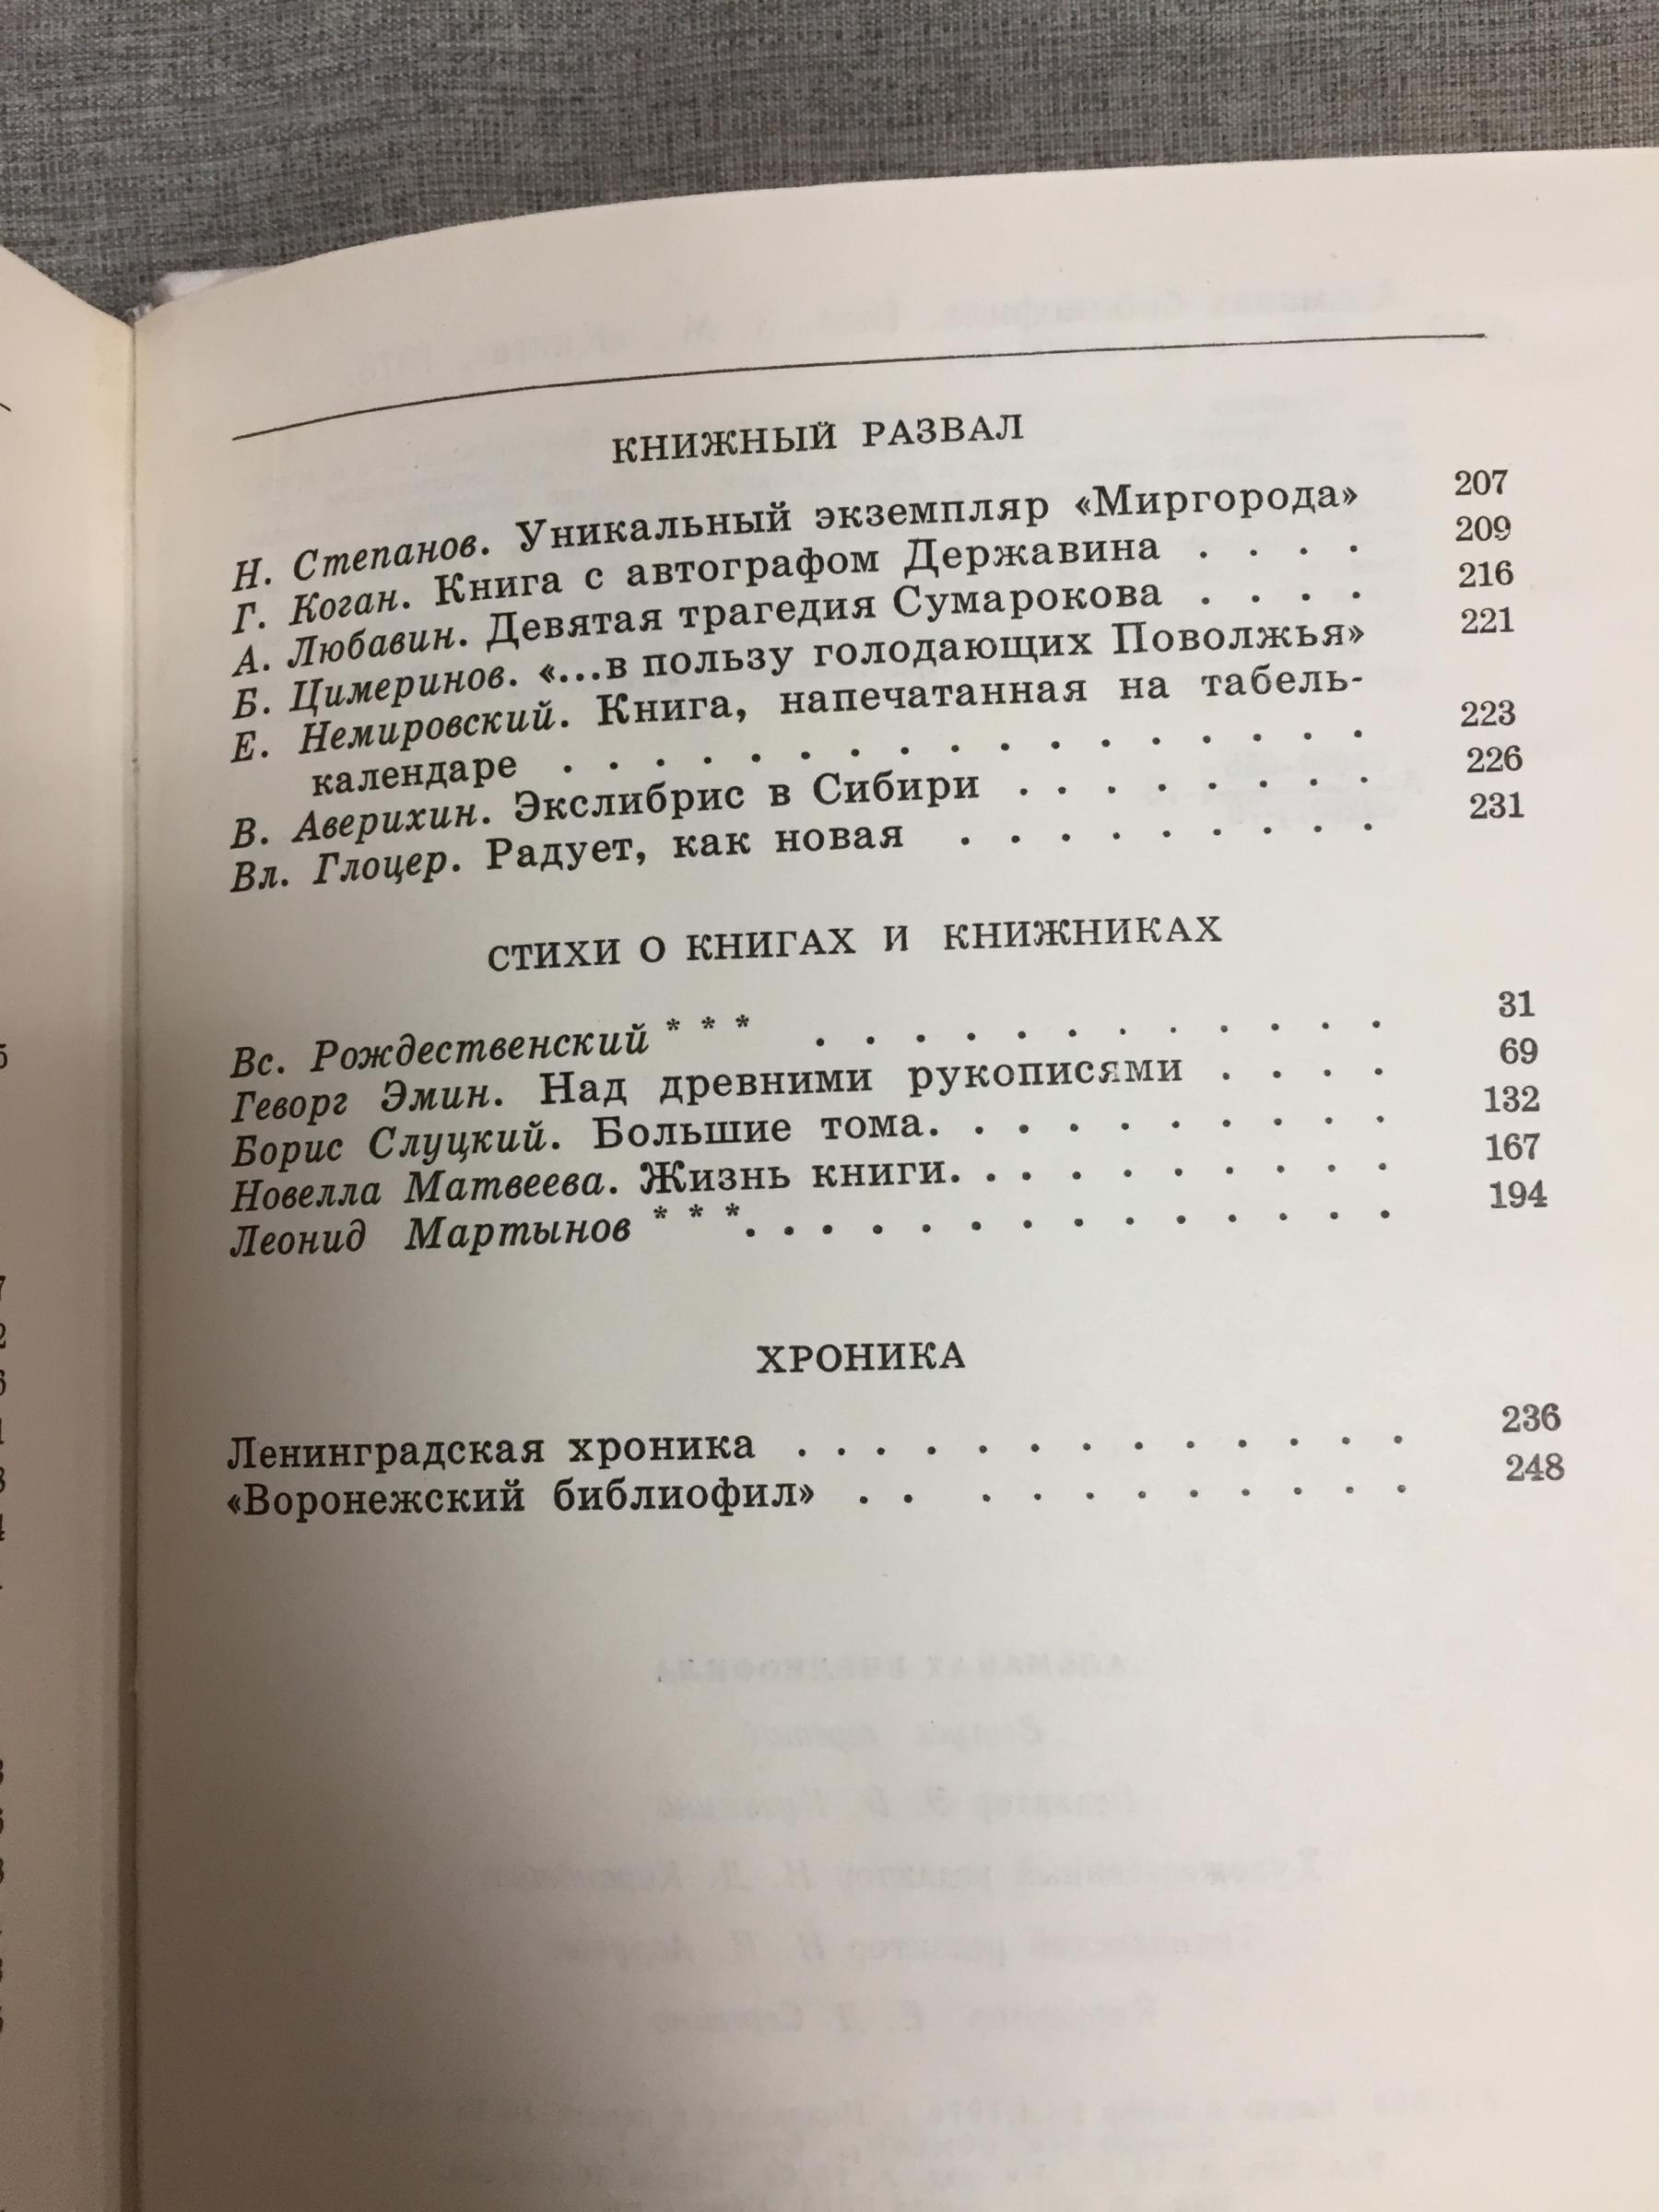 КНИЖНЫЙ РАЗВАЛ
Н. Степанов. Уникальный экземпляр «Миргорода» 207
Г. Коган. Книга с автографом Державина . . . . 209
А. Любавин. Девятая трагедия Сумарокова . . . . 216
Б. Цимеринов. «...в пользу голодающих Поволжья» 221
Е. Немировский. Книга, напечатанная на табель-
календаре . . . . . . . . . . . . . . . . . 223
В. Аверихин. Экслибрис в Сибири . . . . . . . . 226
Вл. Глоцер. Радует, как новая . . . . . . . . . 231
СТИХИ О КНИГАХ И КНИЖНИКАХ
Вс. Рождественский * * * . . . . . . . . . . . . 31
Геворг Эмин. Над древними рукописями . . . . 69
Борис Слуцкий. Большие тома. . . . . . . . . . 132
Новелла Матвеева. Жизнь книги. . . . . . . . . . 167
Леонид Мартынов * * *. . . . . . . . . . . . . . 194
ХРОНИКА
Ленинградская хроника . . . . . . . . . . . . . 236
«Воронежский библиофил» . . . . . . . . . . . 248